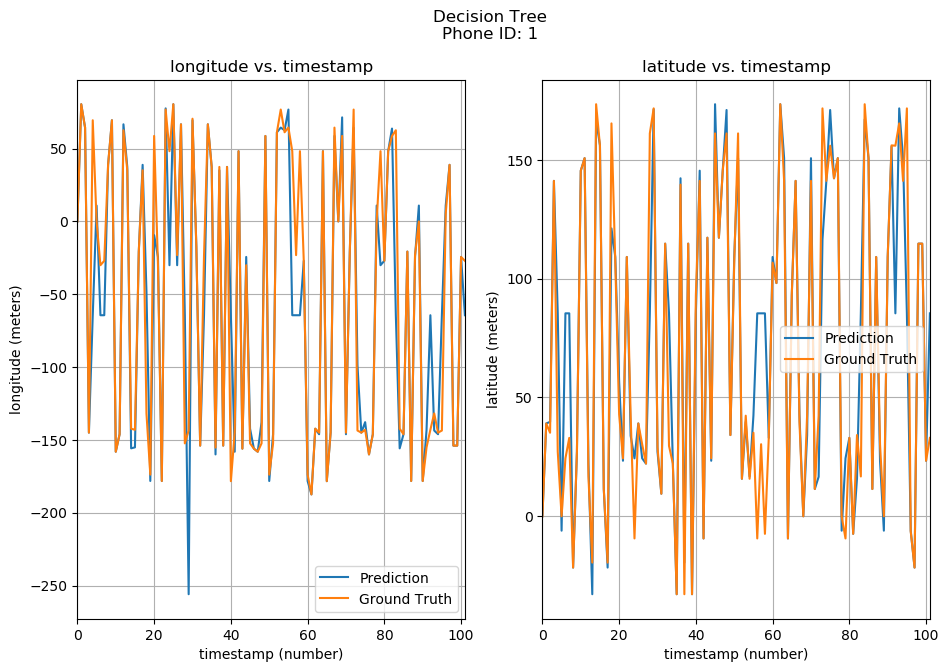 Decision Tree
Phone ID: 1
longitude vs. timestamp
longitude (meters)
50
0
−50
−100
−150
−200
−250
0
20
40
60
80
100
timestamp (number)
Prediction
Ground Truth
latitude vs. timestamp
latitude (meters)
150
100
50
0
0
20
40
60
80
100
timestamp (number)
Prediction
Ground Truth